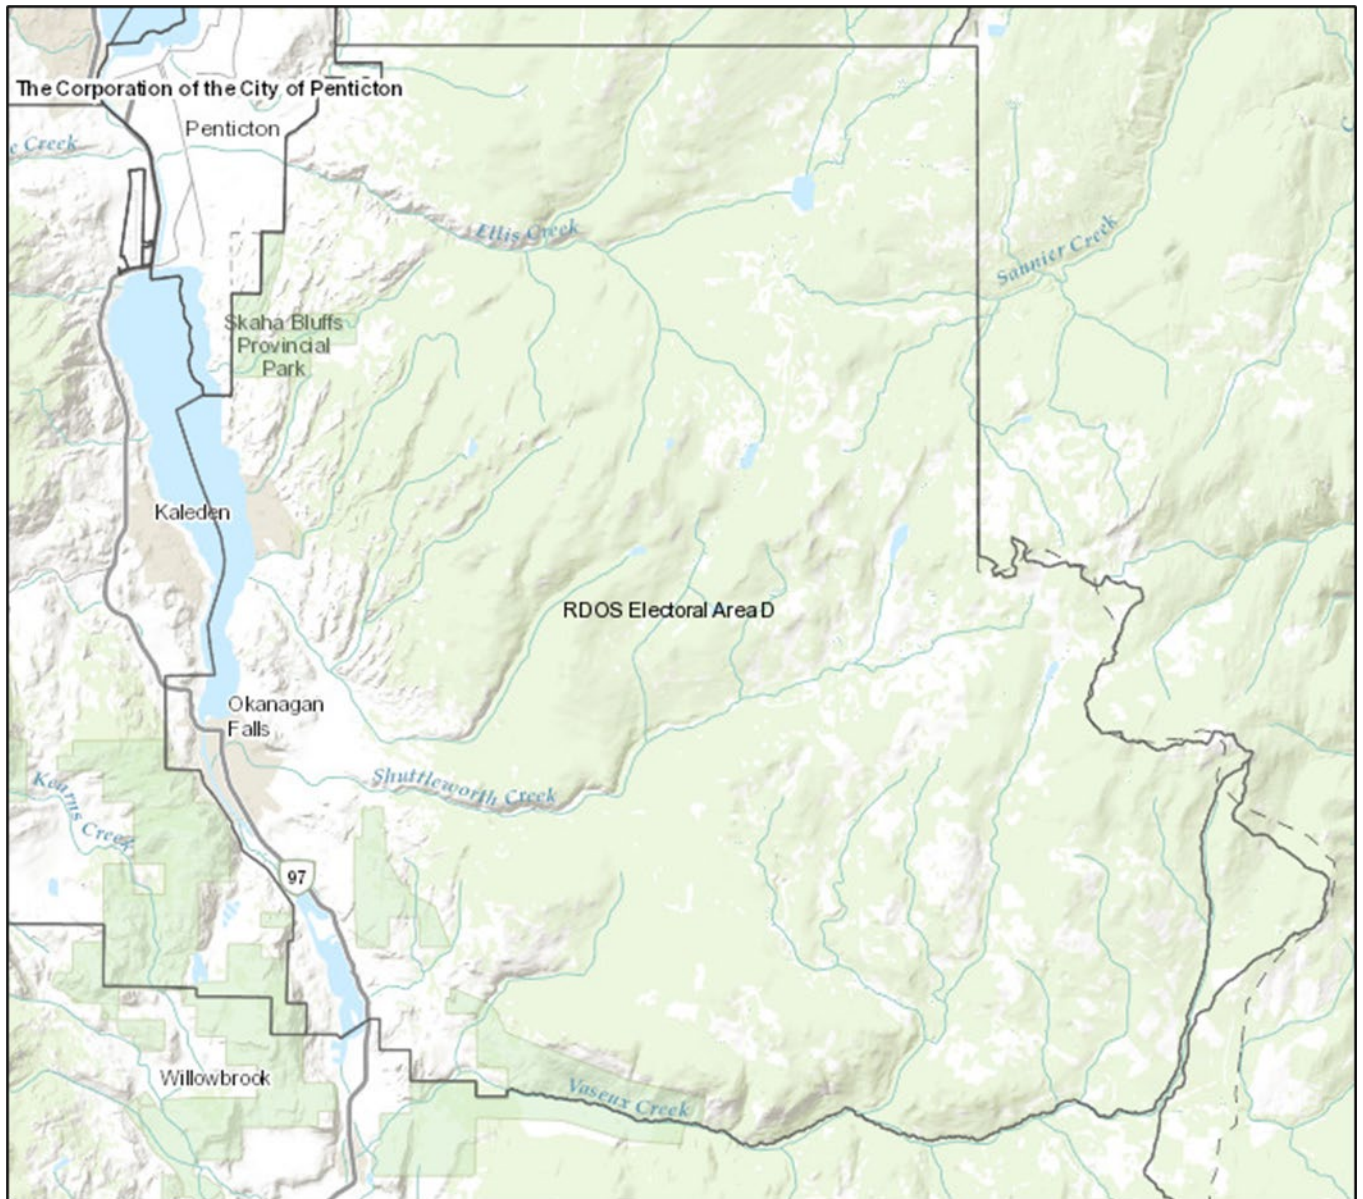 The Corporation of the City of Penticton
Penticton
e Creek
Ellis Creek
Saunier Creek
Skaha Bluffs
Provincial
Park
Kaleden
RDOS Electoral Area D
Okanagan
Falls
Shuttleworth Creek
Kearns Creek
97
Willowbrook
Vaseux Creek